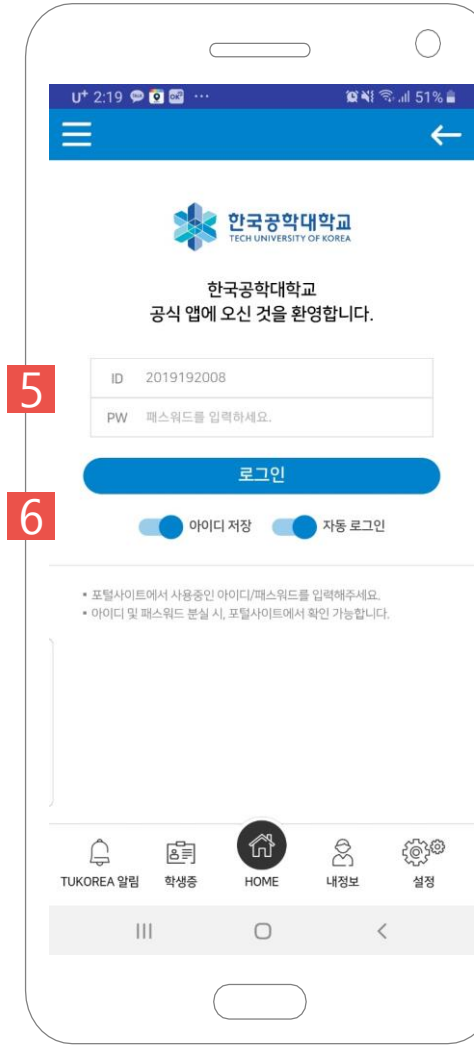 U+ 2:19 ... 51%
한국공학대학교
TECH UNIVERSITY OF KOREA
한국공학대학교
공식 앱에 오신 것을 환영합니다.
5
ID 2019192008
PW 패스워드를 입력하세요.
로그인
6
아이디 저장 자동 로그인
• 포털사이트에서 사용중인 아이디/패스워드를 입력해주세요.
• 아이디 및 패스워드 분실 시, 포털사이트에서 확인 가능합니다.
TUKOREA 알림 학생증 HOME 내정보 설정